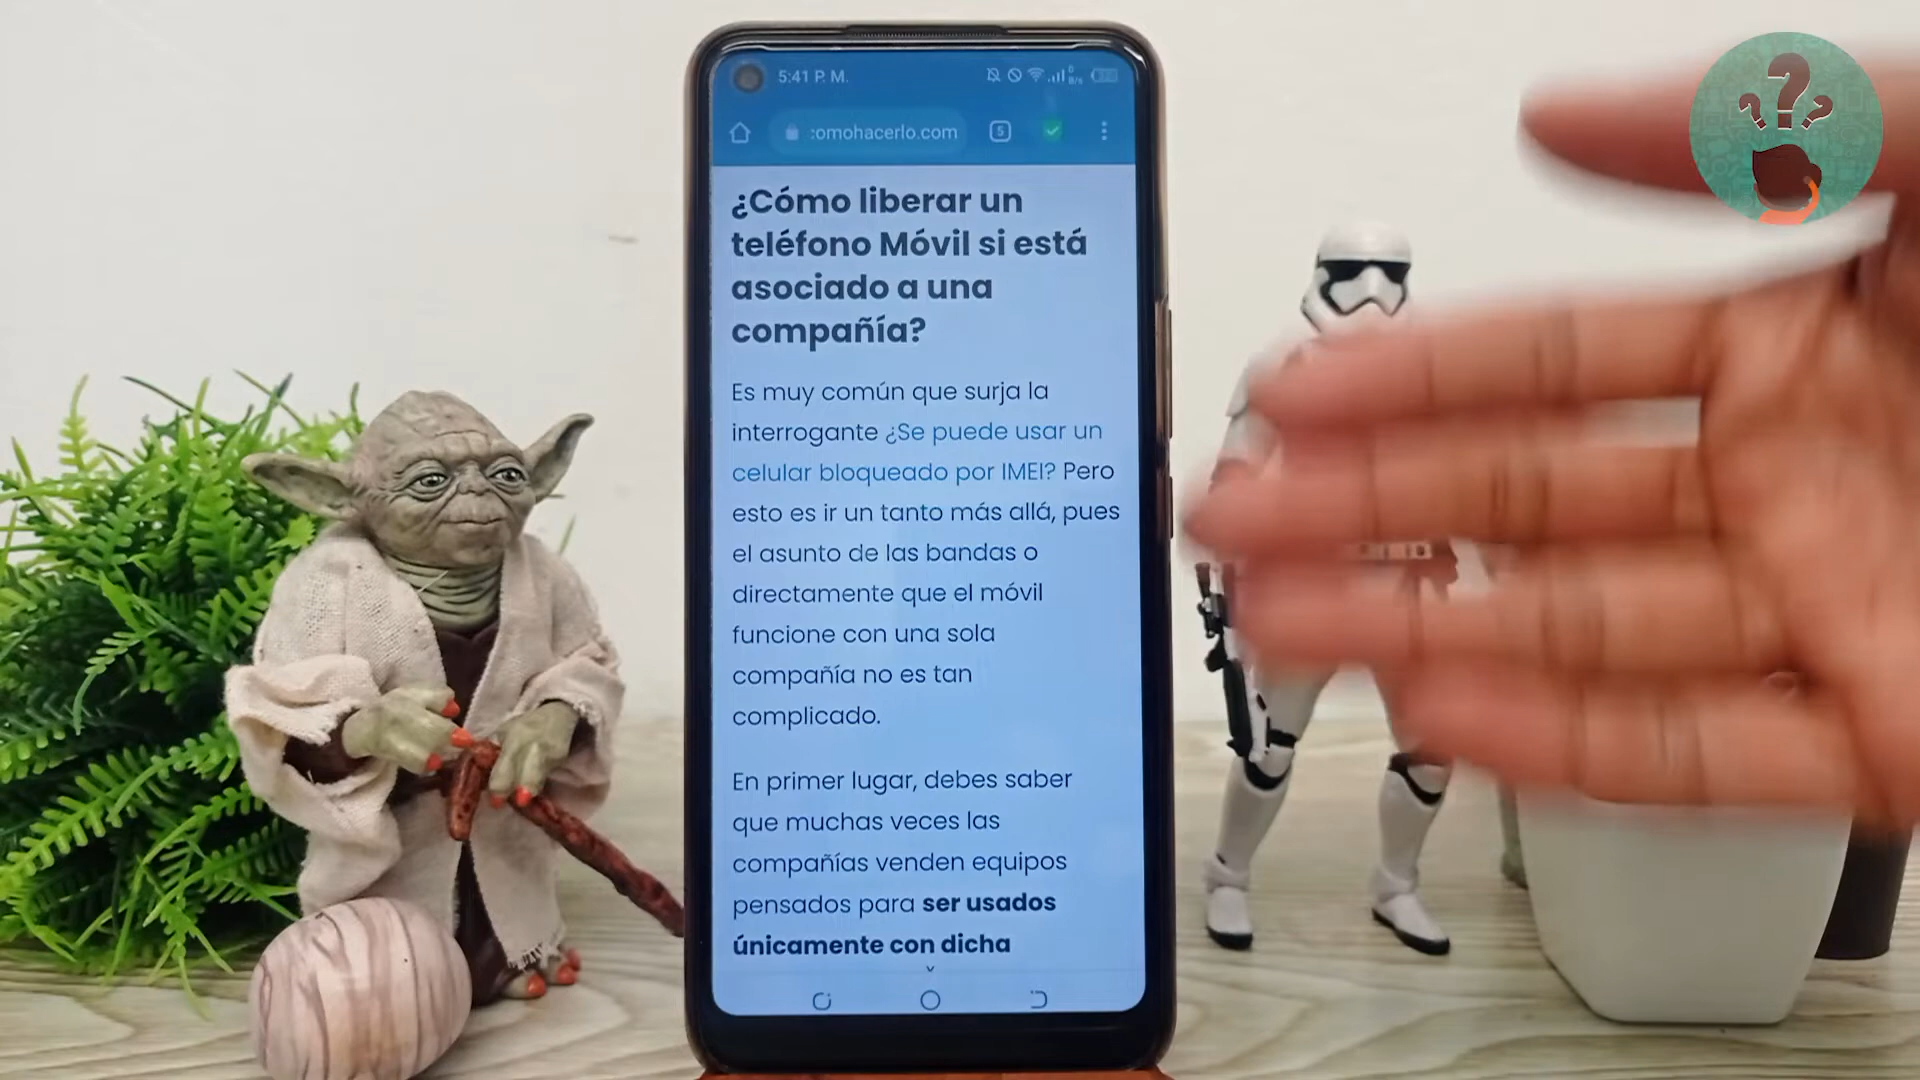 5:41 P. M.
:omohacerlo.com
5
¿Cómo liberar un
teléfono Móvil si está
asociado a una
compañía?
Es muy común que surja la
interrogante ¿Se puede usar un
celular bloqueado por IMEI? Pero
esto es ir un tanto más allá, pues
el asunto de las bandas o
directamente que el móvil
funcione con una sola
compañía no es tan
complicado.
En primer lugar, debes saber
que muchas veces las
compañías venden equipos
pensados para ser usados
únicamente con dicha